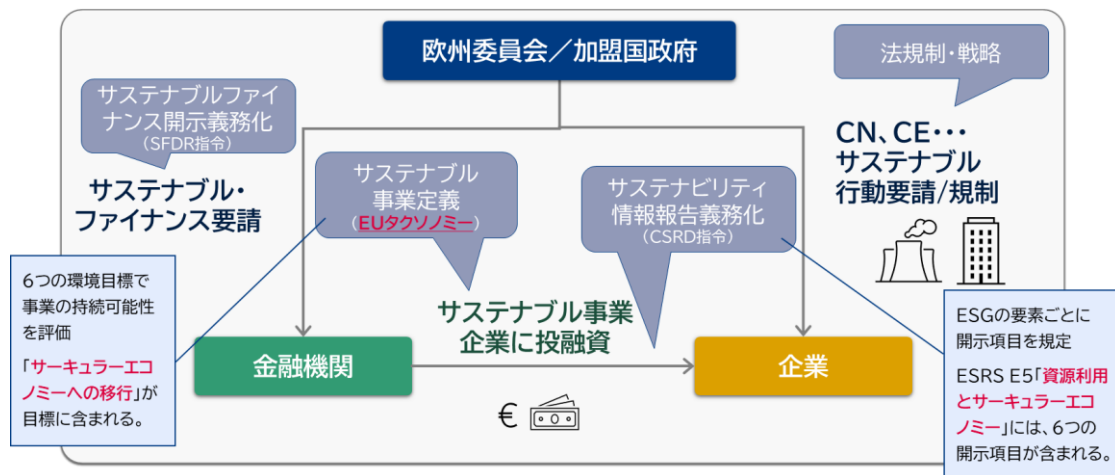 欧州委員会／加盟国政府
法規制・戦略
サステナブルファイ
ナンス開示義務化
(SFDR指令)
サステナブル・
ファイナンス要請
サステナブル
事業定義
(EUタクソノミー)
サステナビリティ
情報報告義務化
(CSRD指令)
CN、CE・・・
サステナブル
行動要請/規制
6つの環境目標で
事業の持続可能性
を評価
「サーキュラーエコ
ノミーへの移行」が
目標に含まれる。
サステナブル事業
企業に投融資
金融機関
企業
€
ESGの要素ごとに
開示項目を規定
ESRS E5「資源利用
とサーキュラーエコ
ノミー」には、6つの
開示項目が含まれる。